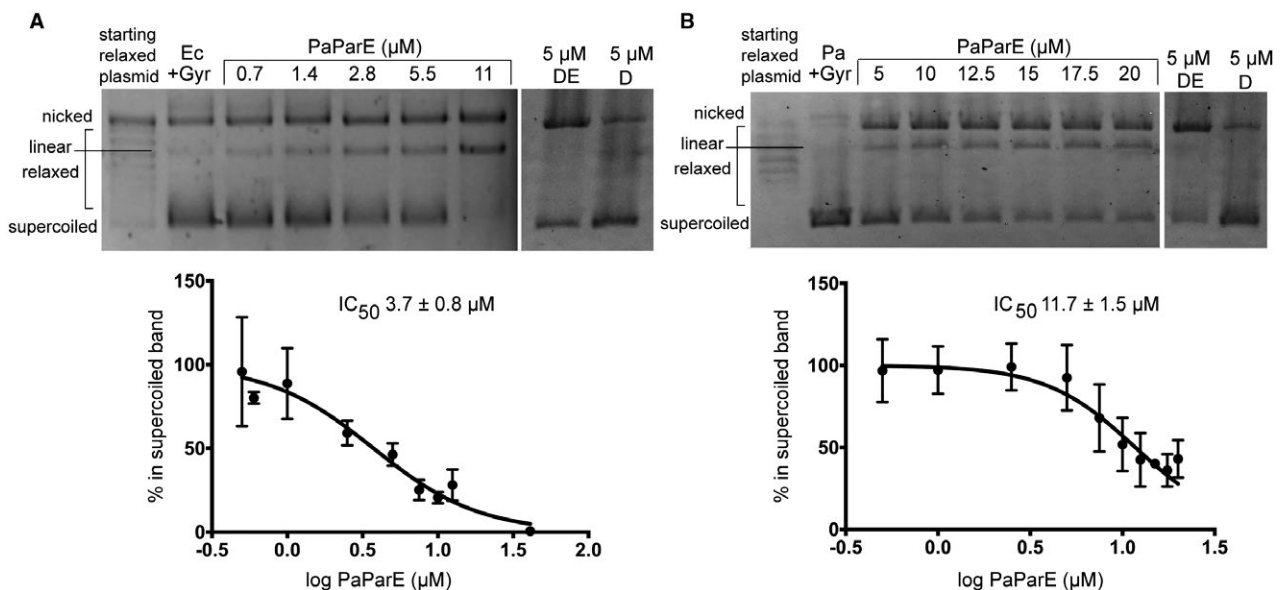 A
starting relaxed plasmid
Ec +Gyr
PaParE (µM)
0.7 1.4 2.8 5.5 11
5 µM DE
5 µM D
nicked
linear
relaxed
supercoiled
150
100
50
0
% in supercoiled band
IC50 3.7 ± 0.8 µM
-0.5 0.0 0.5 1.0 1.5 2.0
log PaParE (µM)
B
starting relaxed plasmid
Pa +Gyr
PaParE (µM)
5 10 12.5 15 17.5 20
5 µM DE
5 µM D
nicked
linear
relaxed
supercoiled
150
100
50
0
% in supercoiled band
IC50 11.7 ± 1.5 µM
-0.5 0.0 0.5 1.0 1.5
log PaParE (µM)